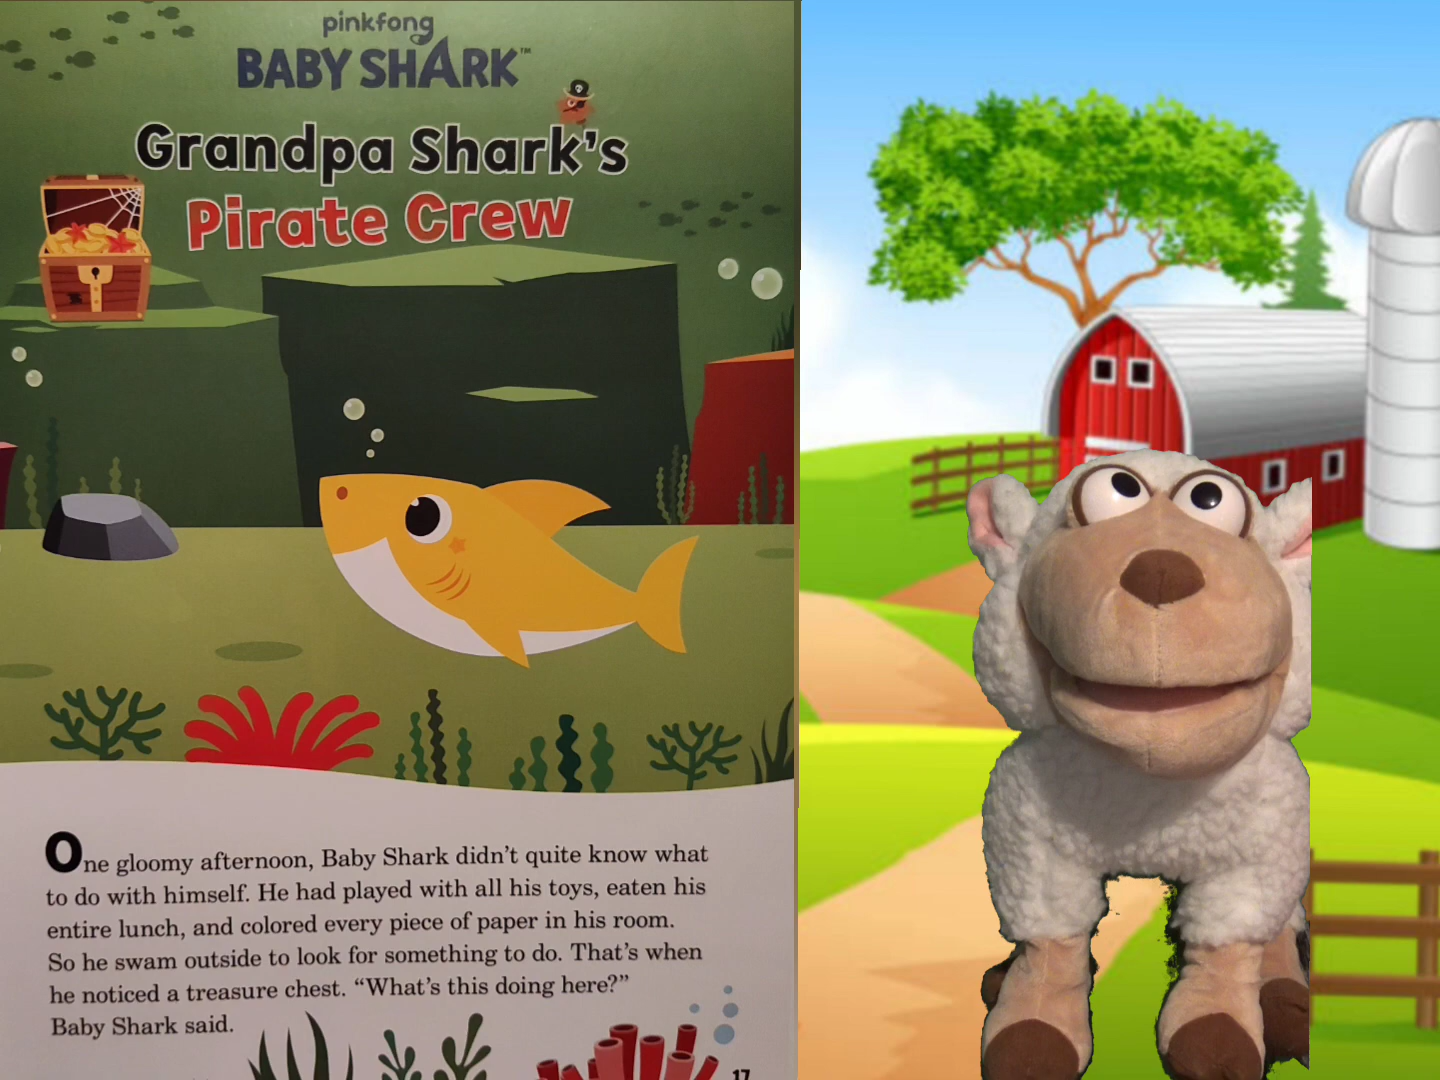 pinkfong
BABY SHARK™
Grandpa Shark's
Pirate Crew
One gloomy afternoon, Baby Shark didn't quite know what
to do with himself. He had played with all his toys, eaten his
entire lunch, and colored every piece of paper in his room.
So he swam outside to look for something to do. That's when
he noticed a treasure chest. "What's this doing here?"
Baby Shark said.
17